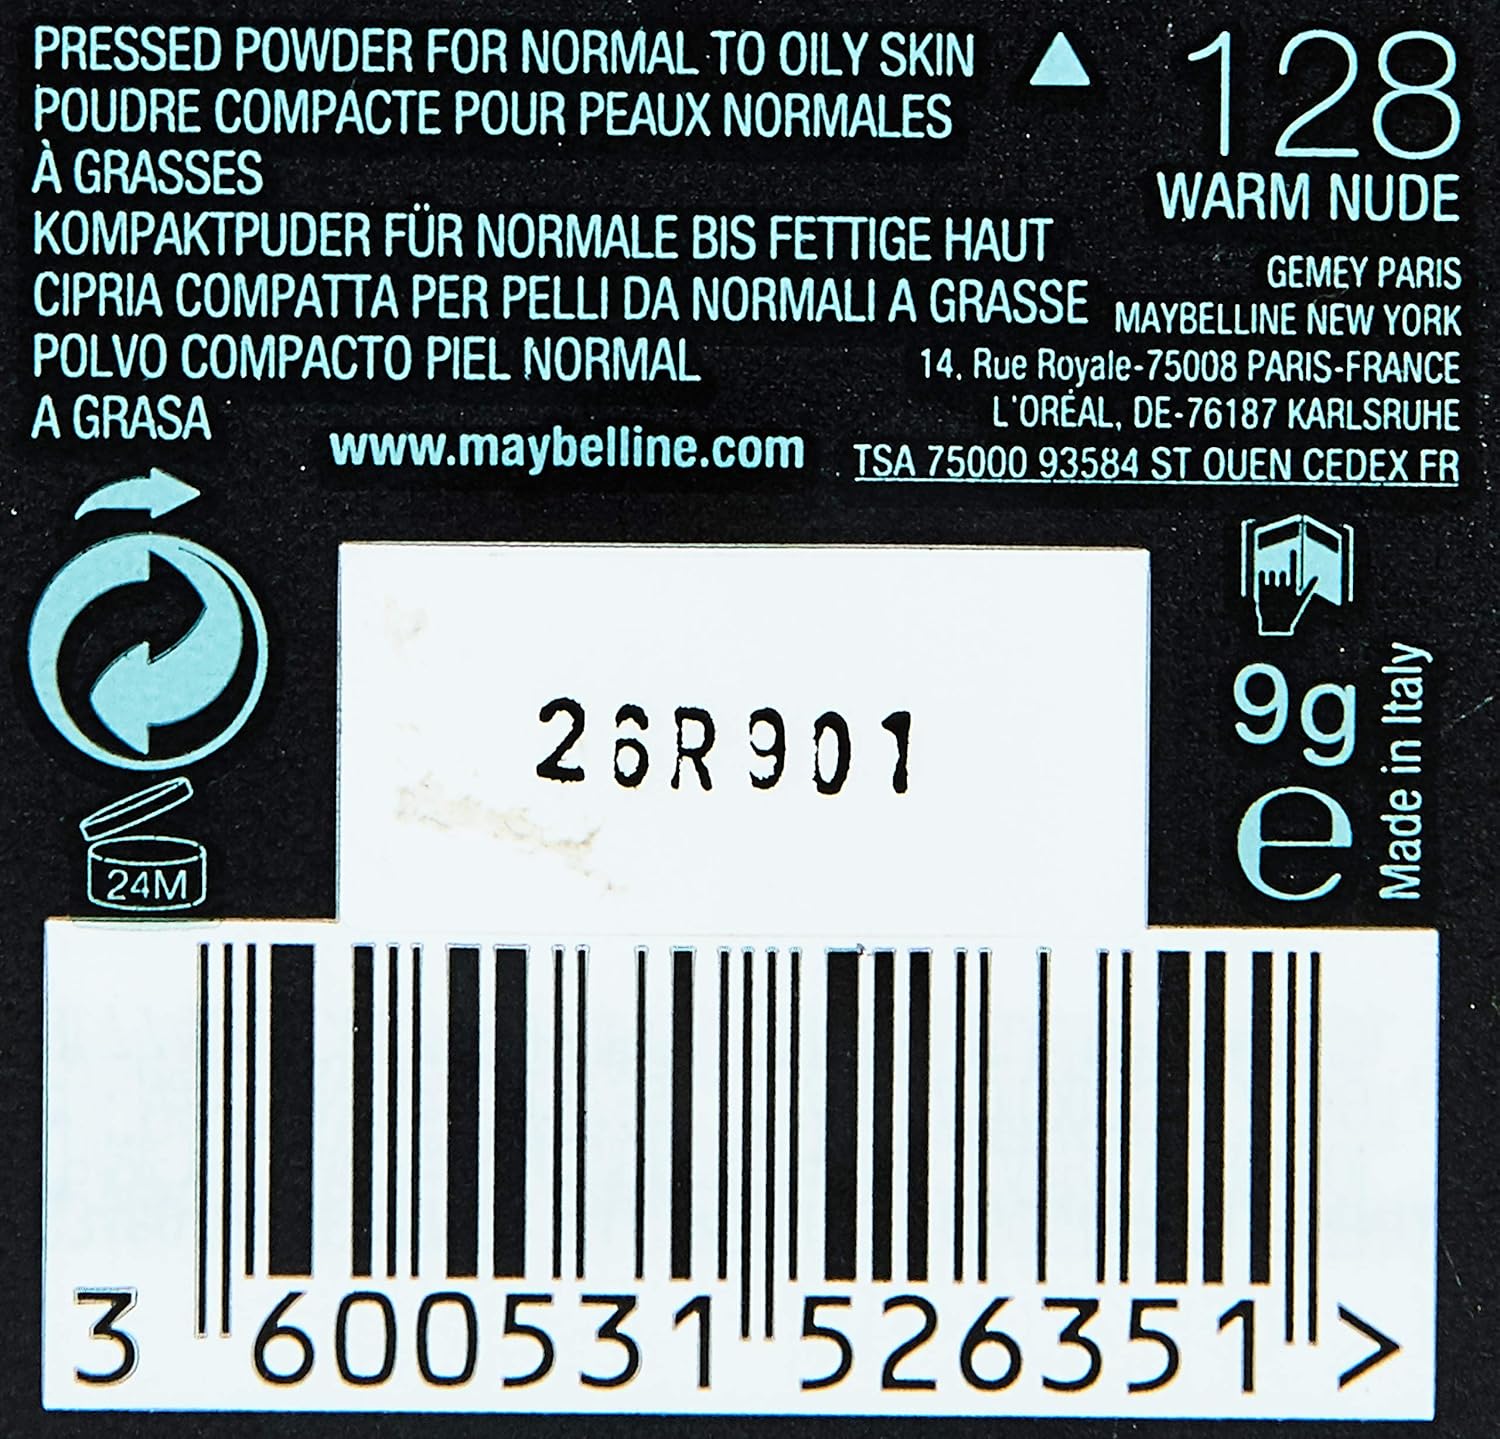 PRESSED POWDER FOR NORMAL TO OILY SKIN
POUDRE COMPACTE POUR PEAUX NORMALES
À GRASSES
KOMPAKTPUDER FÜR NORMALE BIS FETTIGE HAUT
CIPRIA COMPATTA PER PELLI DA NORMALI A GRASSE
POLVO COMPACTO PIEL NORMAL
A GRASA
www.maybelline.com
128
WARM NUDE
GEMEY PARIS
MAYBELLINE NEW YORK
14, Rue Royale-75008 PARIS-FRANCE
L'ORÉAL, DE-76187 KARLSRUHE
TSA 75000 93584 ST OUEN CEDEX FR
24M
26R901
9g
e
Made in Italy
3 600531 526351 >